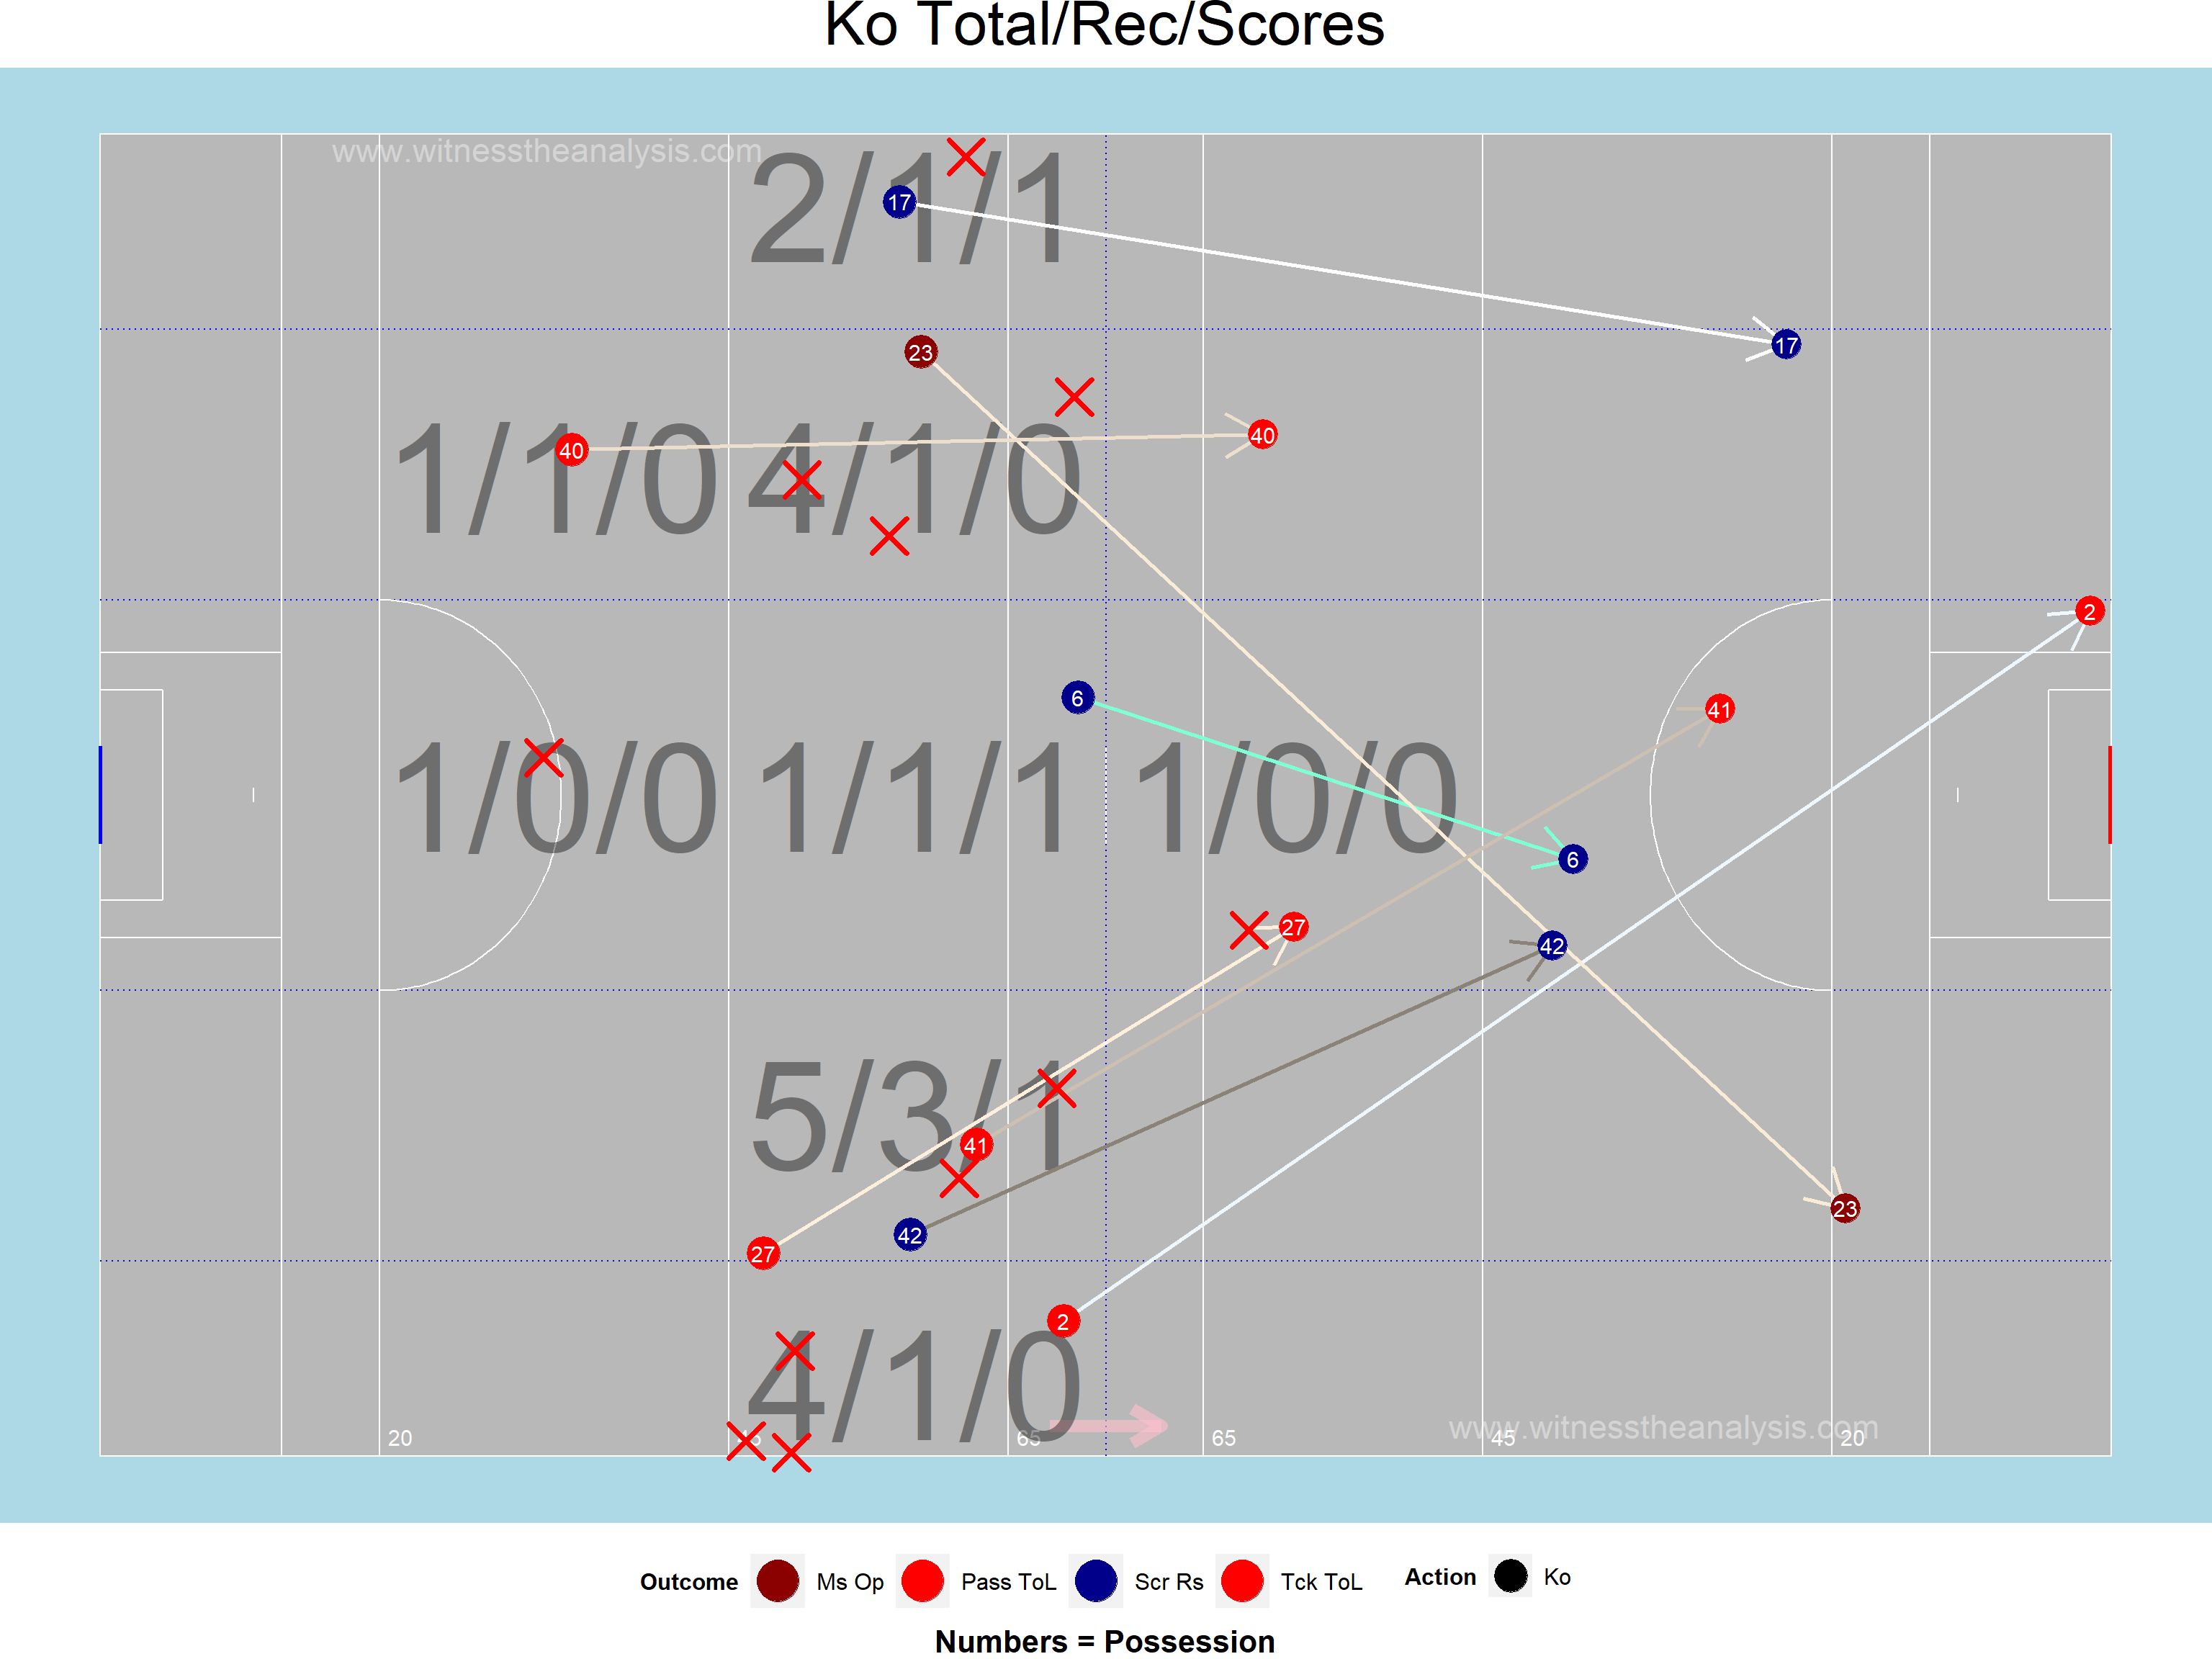 Ko Total/Rec/Scores
www.witnesstheanalysis.com
2/1/1
17
17
23
40
40
1/1/0 4/1/0
2
6
41
1/0/0 1/1/1 1/0/0
6
27
42
5/3/1
41
23
42
27
2
4/1/0
www.witnesstheanalysis.com
20 45 65 65 45 20
Outcome Ms Op Pass ToL Scr Rs Tck ToL Action Ko
Numbers = Possession